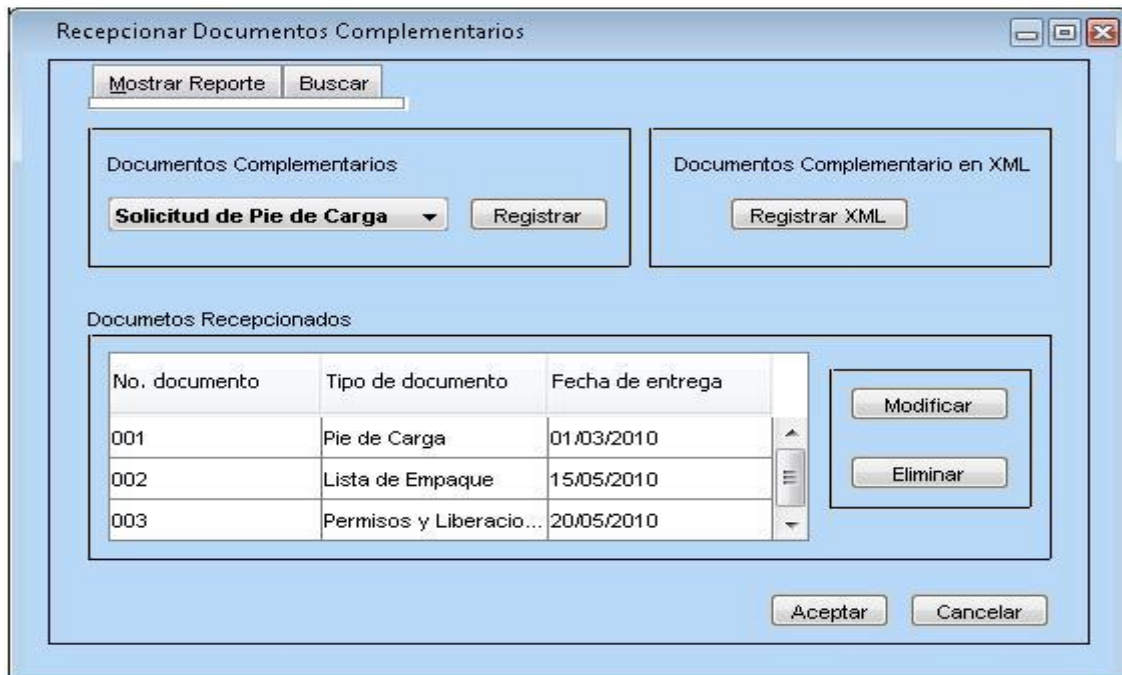 Recepcionar Documentos Complementarios
Mostrar Reporte Buscar
Documentos Complementarios
Documentos Complementario en XML
Solicitud de Pie de Carga Registrar
Registrar XML
Documetos Recepcionados
No. documento Tipo de documento Fecha de entrega
001 Pie de Carga 01/03/2010
002 Lista de Empaque 15/05/2010
003 Permisos y Liberacio... 20/05/2010
Modificar
Eliminar
Aceptar Cancelar